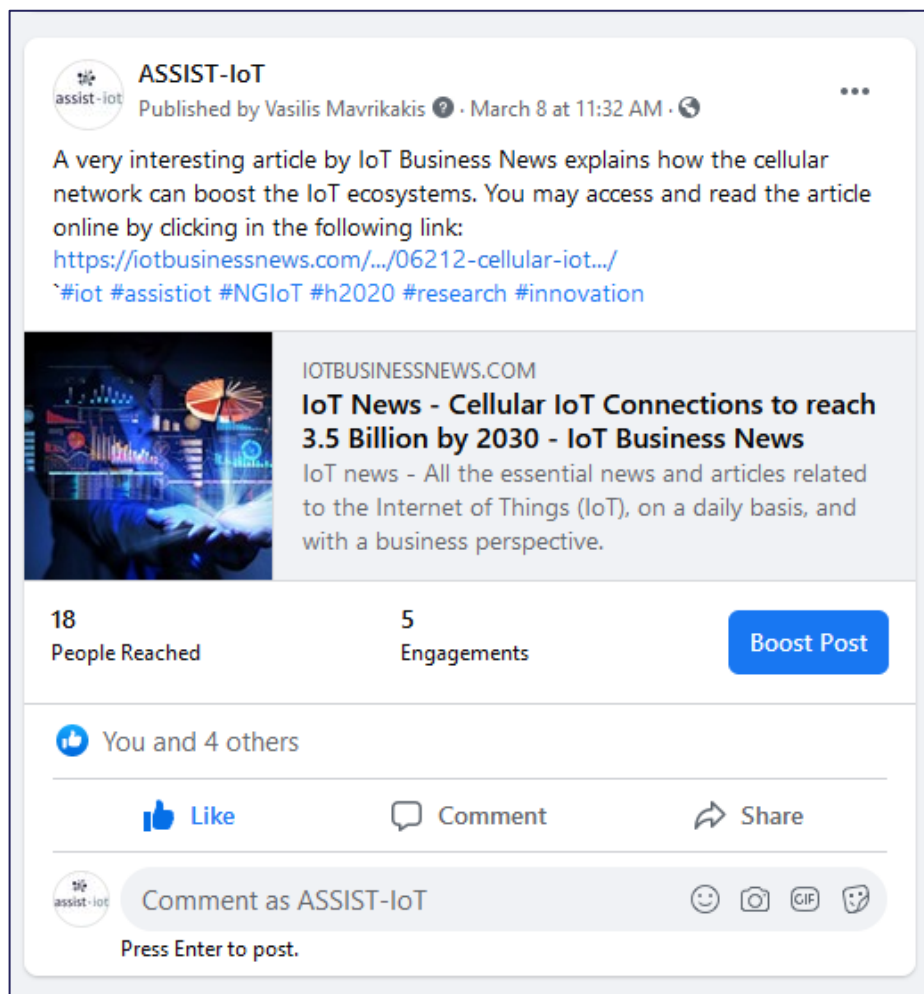 assist-iot
ASSIST-IoT
Published by Vasilis Mavrikakis · March 8 at 11:32 AM ·
A very interesting article by IoT Business News explains how the cellular
network can boost the IoT ecosystems. You may access and read the article
online by clicking in the following link:
https://iotbusinessnews.com/.../06212-cellular-iot.../
`#iot #assistiot #NGIoT #h2020 #research #innovation
IOTBUSINESSNEWS.COM
IoT News - Cellular IoT Connections to reach
3.5 Billion by 2030 - IoT Business News
IoT news - All the essential news and articles related
to the Internet of Things (IoT), on a daily basis, and
with a business perspective.
18
People Reached
5
Engagements
Boost Post
You and 4 others
Like
Comment
Share
assist-iot
Comment as ASSIST-IoT
GIF
Press Enter to post.